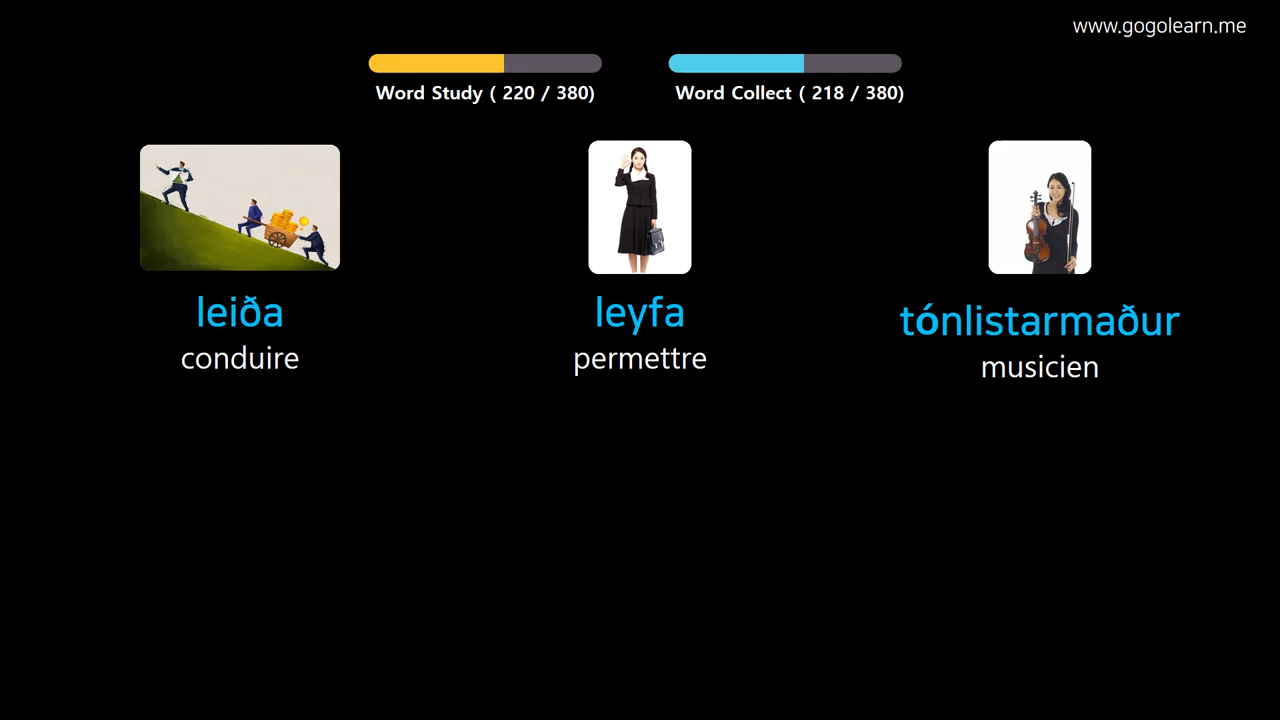 www.gogolearn.me
Word Study ( 220 / 380)
Word Collect ( 218 / 380)
leiða
conduire
leyfa
permettre
tónlistarmaður
musicien